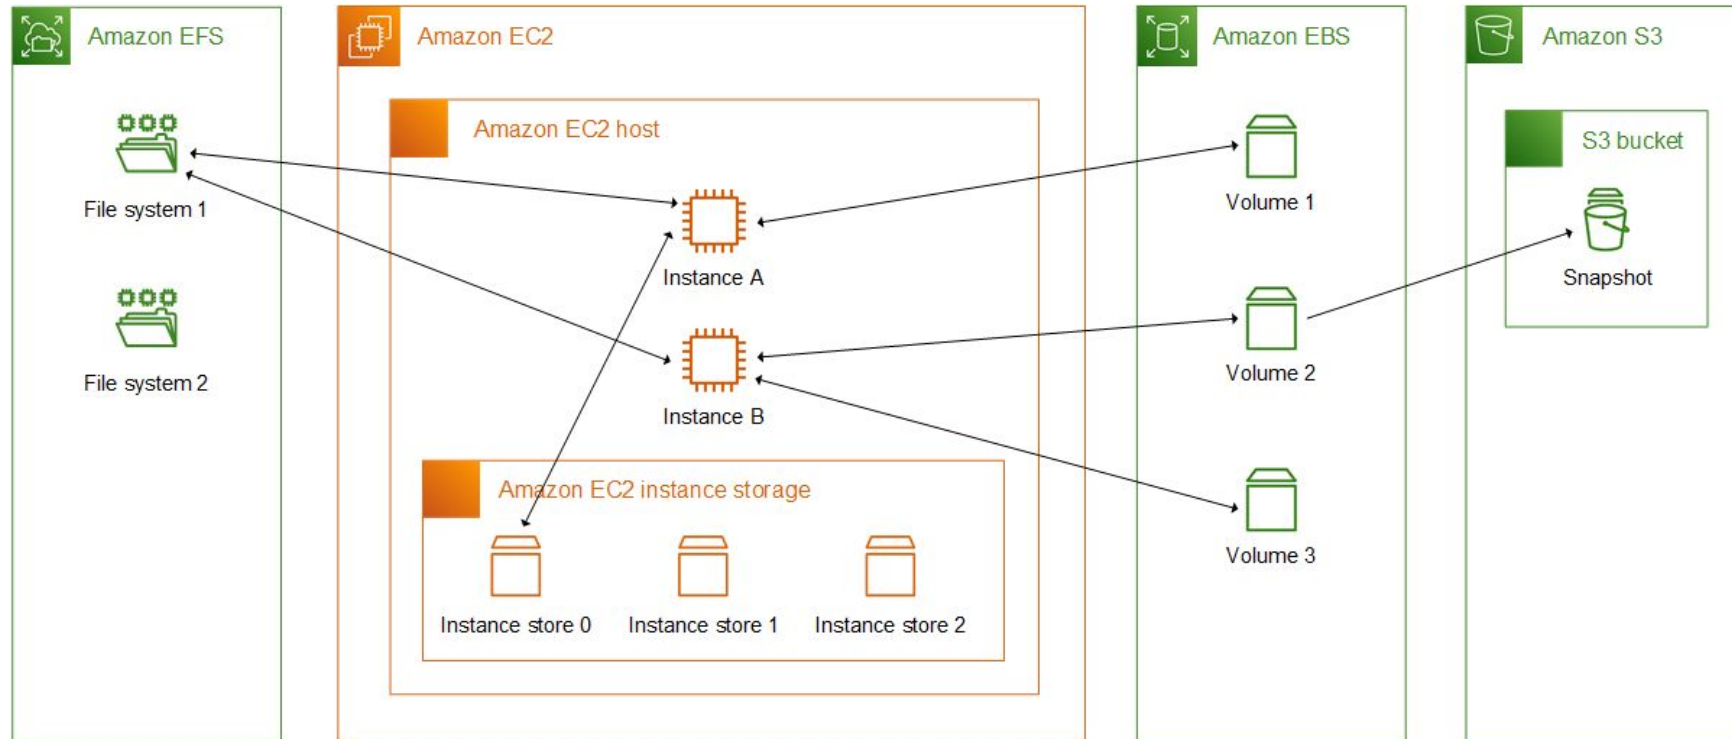 Amazon EFS
File system 1
File system 2
Amazon EC2
Amazon EC2 host
Instance A
Instance B
Amazon EC2 instance storage
Instance store 0
Instance store 1
Instance store 2
Amazon EBS
Volume 1
Volume 2
Volume 3
Amazon S3
S3 bucket
Snapshot